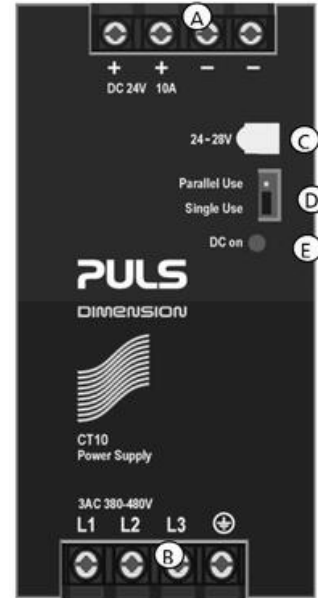 A
+ + − −
DC 24V 10A
24-28V C
Parallel Use
D
Single Use
DC on E
PULS
DIMENSION
CT10
Power Supply
3AC 380-480V
L1 L2 L3
B